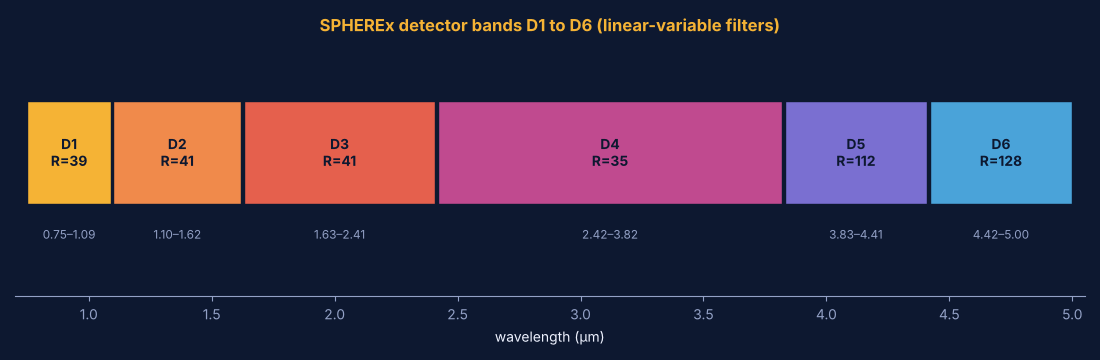 SPHEREx detector bands D1 to D6 (linear-variable filters)
D1
R=39
D2
R=41
D3
R=41
D4
R=35
D5
R=112
D6
R=128
0.75–1.09
1.10–1.62
1.63–2.41
2.42–3.82
3.83–4.41
4.42–5.00
1.0 1.5 2.0 2.5 3.0 3.5 4.0 4.5 5.0
wavelength (µm)